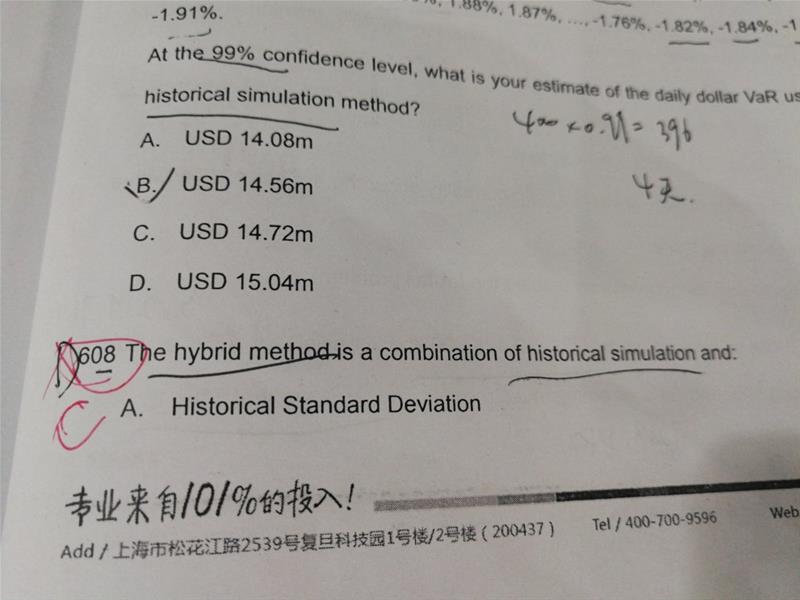 1.88%, 1.87%, ..., -1.76%, -1.82%, -1.84%,
-1.91%.
At the 99% confidence level, what is your estimate of the daily dollar VaR
historical simulation method?
400 × 0.99 = 396
A. USD 14.08m
4天.
B. USD 14.56m
C. USD 14.72m
D. USD 15.04m
608 The hybrid method is a combination of historical simulation and:
C
A. Historical Standard Deviation
专业来自101%的投入!
Add / 上海市松花江路2539号复旦科技园1号楼/2号楼(200437) Tel / 400-700-9596 Web